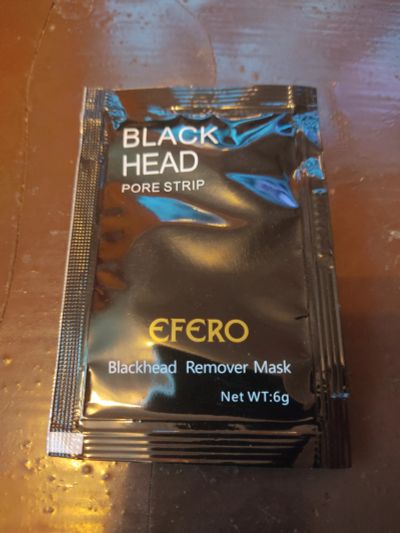 BLACK
HEAD
PORE STRIP
EFERO
Blackhead Remover Mask
Net WT:6g